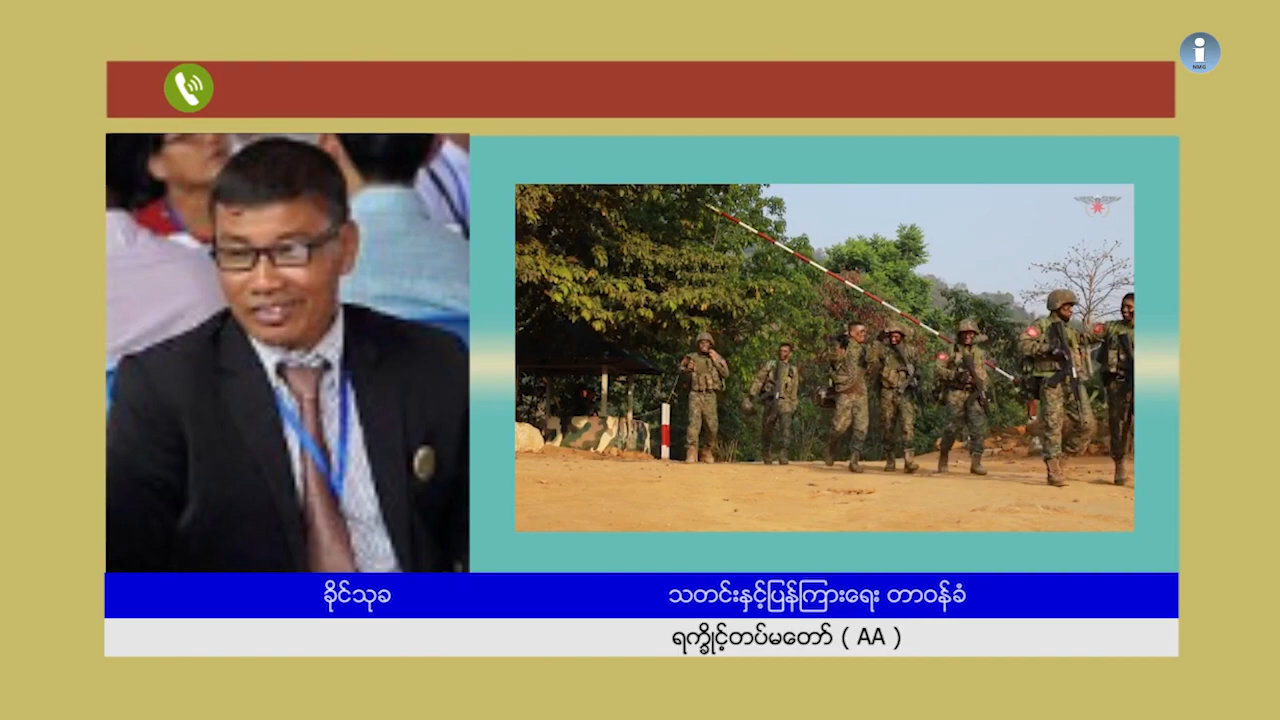 i
NMG
ခိုင်သုခ
သတင်းနှင့်ပြန်ကြားရေး တာဝန်ခံ
ရက္ခိုင့်တပ်မတော် ( AA )